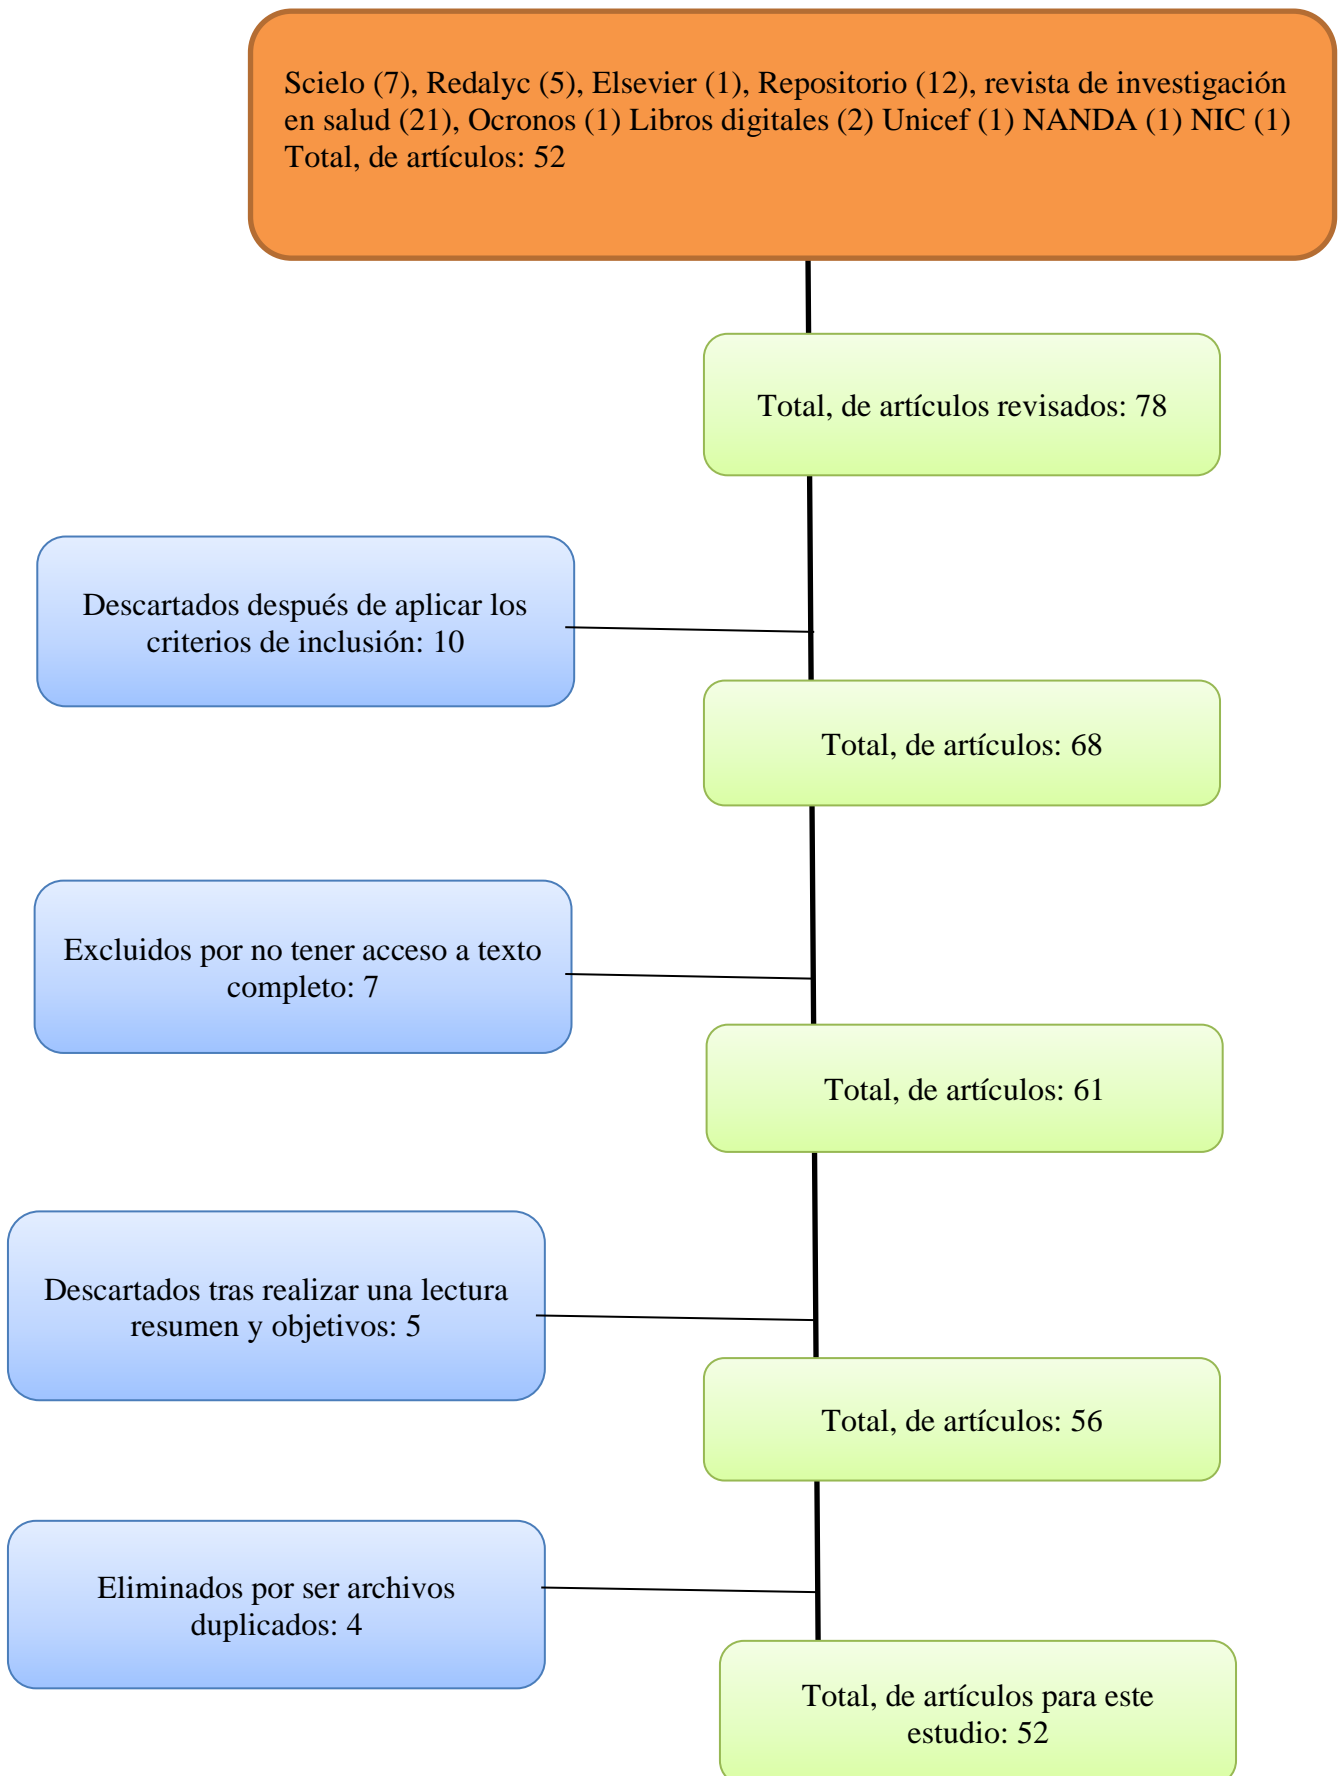 Scielo (7), Redalyc (5), Elsevier (1), Repositorio (12), revista de investigación
en salud (21), Ocronos (1) Libros digitales (2) Unicef (1) NANDA (1) NIC (1)
Total, de artículos: 52
Total, de artículos revisados: 78
Descartados después de aplicar los
criterios de inclusión: 10
Total, de artículos: 68
Excluidos por no tener acceso a texto
completo: 7
Total, de artículos: 61
Descartados tras realizar una lectura
resumen y objetivos: 5
Total, de artículos: 56
Eliminados por ser archivos
duplicados: 4
Total, de artículos para este
estudio: 52